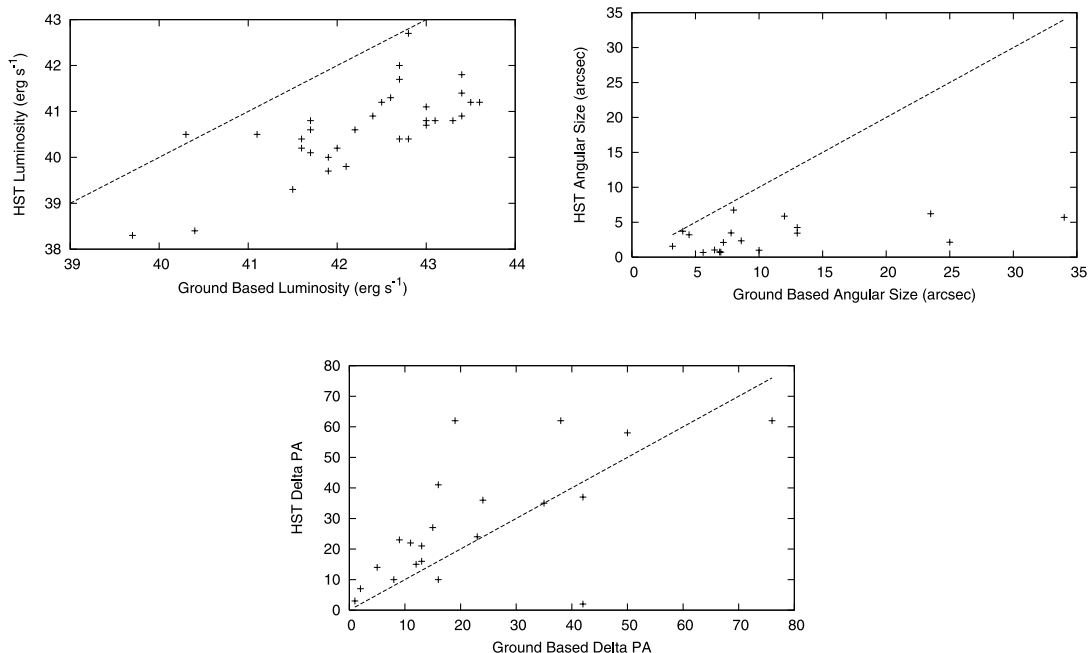 43
42
41
40
39
38
39 40 41 42 43 44
HST Luminosity (erg s⁻¹)
Ground Based Luminosity (erg s⁻¹)
35
30
25
20
15
10
5
0
0 5 10 15 20 25 30 35
HST Angular Size (arcsec)
Ground Based Angular Size (arcsec)
80
70
60
50
40
30
20
10
0
0 10 20 30 40 50 60 70 80
HST Delta PA
Ground Based Delta PA